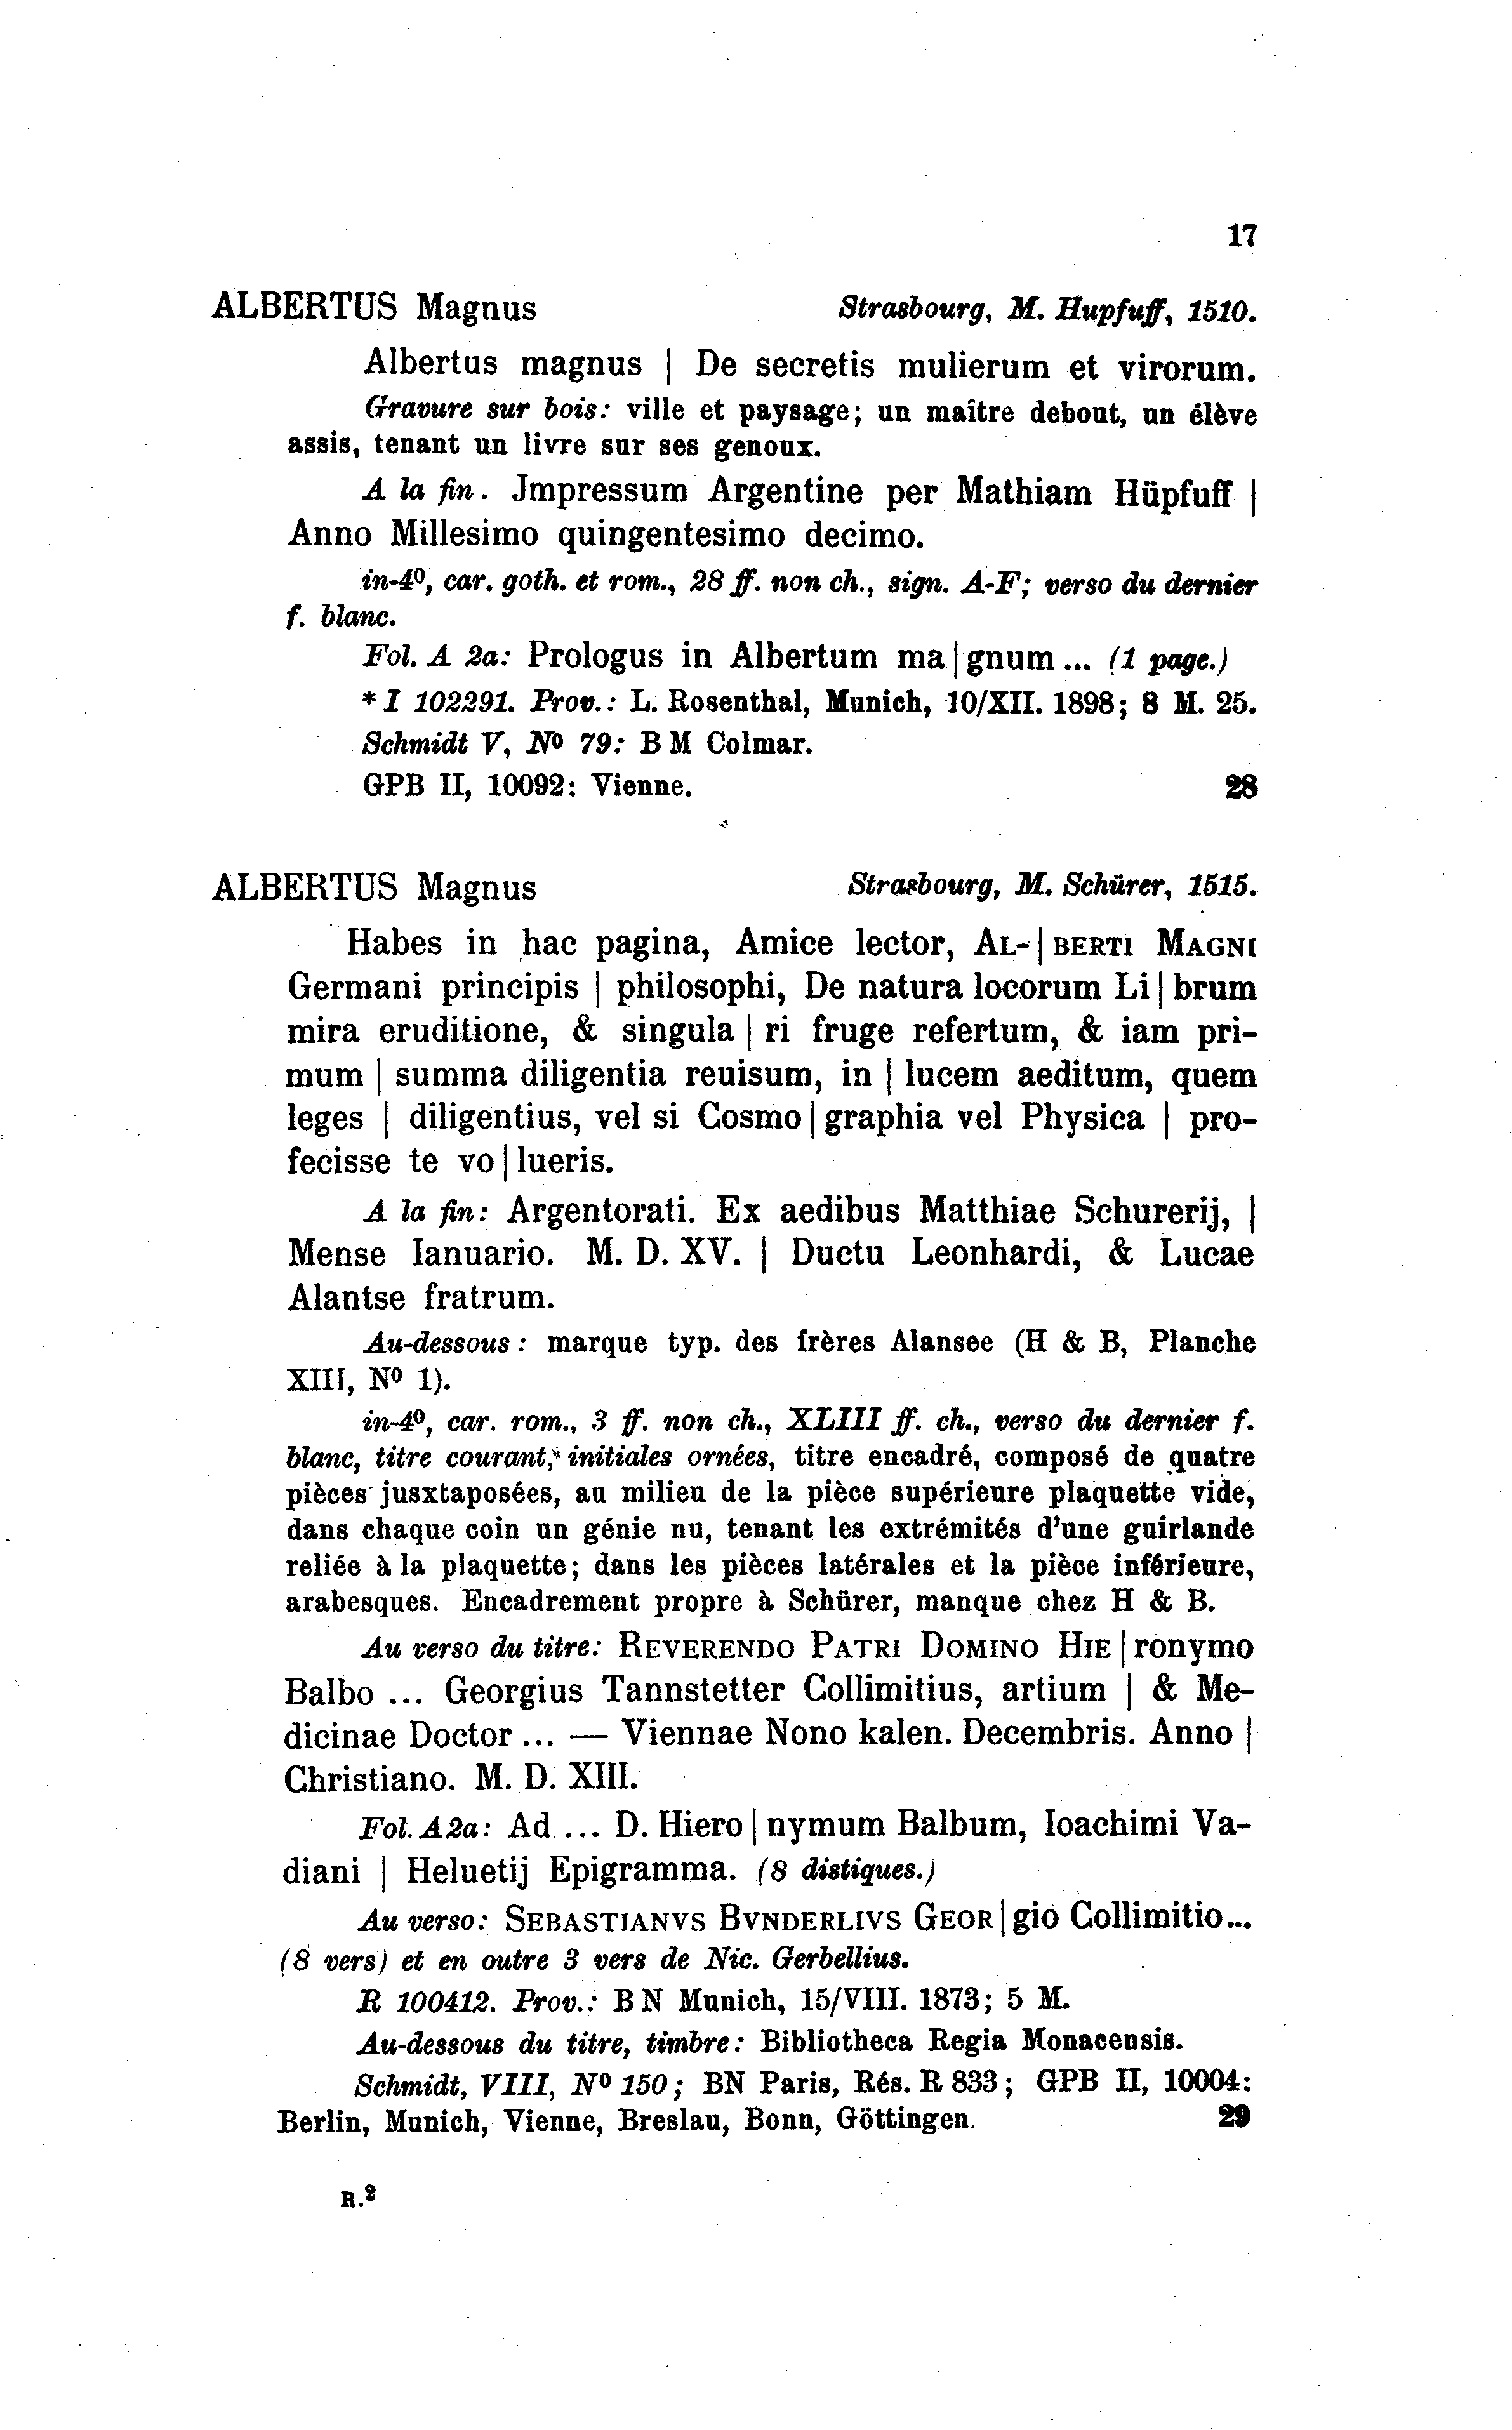 17
ALBERTUS Magnus Strasbourg, M. Hupfuff, 1510.
Albertus magnus | De secretis mulierum et virorum.
Gravure sur bois: ville et paysage; un maître debout, un élève
assis, tenant un livre sur ses genoux.
A la fin. Jmpressum Argentine per Mathiam Hüpfuff |
Anno Millesimo quingentesimo decimo.
in-4º, car. goth. et rom., 28 ff. non ch., sign. A-F; verso du dernier
f. blanc.
Fol. A 2a: Prologus in Albertum ma|gnum ... (1 page.)
* I 102291. Prov.: L. Rosenthal, Munich, 10/XII. 1898; 8 M. 25.
Schmidt V, Nº 79: B M Colmar.
GPB II, 10092: Vienne. 28
ALBERTUS Magnus Strasbourg, M. Schürer, 1515.
Habes in hac pagina, Amice lector, AL-|BERTI MAGNI
Germani principis | philosophi, De natura locorum Li|brum
mira eruditione, & singula|ri fruge refertum, & iam pri-
mum | summa diligentia reuisum, in | lucem aeditum, quem
leges | diligentius, vel si Cosmo|graphia vel Physica | pro-
fecisse te vo|lueris.
A la fin: Argentorati. Ex aedibus Matthiae Schurerij, |
Mense Ianuario. M. D. XV. | Ductu Leonhardi, & Lucae
Alantse fratrum.
Au-dessous: marque typ. des frères Alansee (H & B, Planche
XIII, Nº 1).
in-4º, car. rom., 3 ff. non ch., XLIII ff. ch., verso du dernier f.
blanc, titre courant, initiales ornées, titre encadré, composé de quatre
pièces jusxtaposées, au milieu de la pièce supérieure plaquette vide,
dans chaque coin un génie nu, tenant les extrémités d'une guirlande
reliée à la plaquette; dans les pièces latérales et la pièce inférieure,
arabesques. Encadrement propre à Schürer, manque chez H & B.
Au verso du titre: REVERENDO PATRI DOMINO HIE|ronymo
Balbo ... Georgius Tannstetter Collimitius, artium | & Me-
dicinae Doctor ... — Viennae Nono kalen. Decembris. Anno |
Christiano. M. D. XIII.
Fol. A2a: Ad ... D. Hiero|nymum Balbum, Ioachimi Va-
diani | Heluetij Epigramma. (8 distiques.)
Au verso: SEBASTIANVS BVNDERLIVS GEOR|gio Collimitio...
(8 vers) et en outre 3 vers de Nic. Gerbellius.
R 100412. Prov.: B N Munich, 15/VIII. 1873; 5 M.
Au-dessous du titre, timbre: Bibliotheca Regia Monacensis.
Schmidt, VIII, Nº 150; BN Paris, Rés. R 833; GPB II, 10004:
Berlin, Munich, Vienne, Breslau, Bonn, Göttingen. 29
R.2